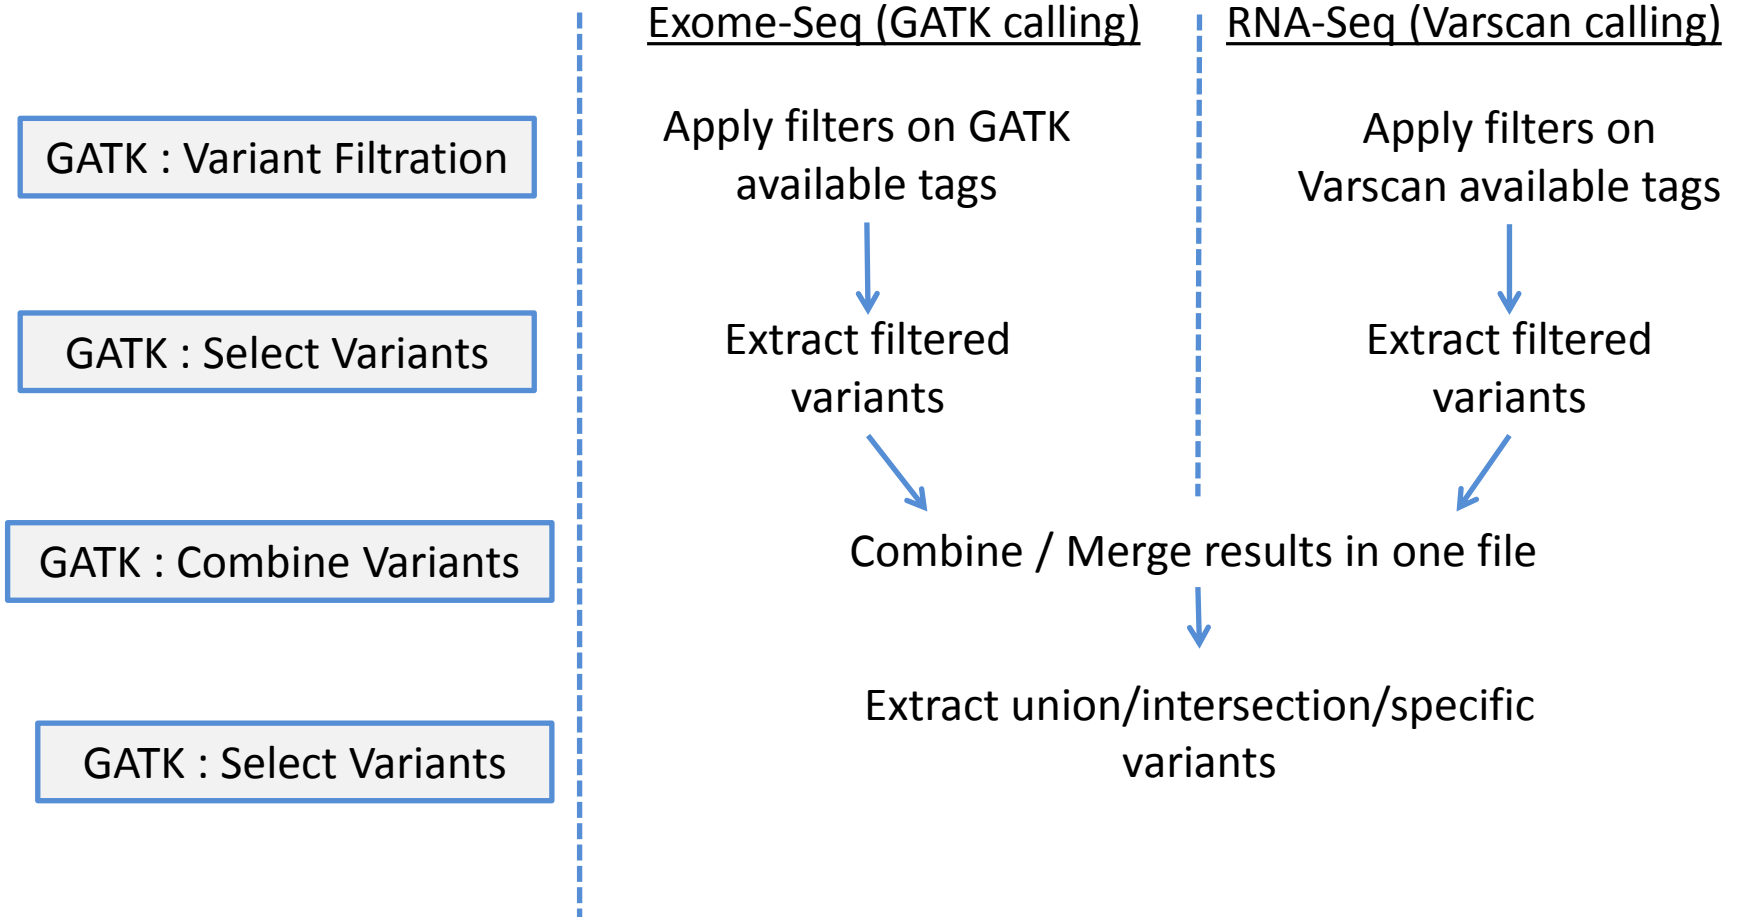 Exome-Seq (GATK calling)
RNA-Seq (Varscan calling)
GATK : Variant Filtration
Apply filters on GATK
available tags
Apply filters on
Varscan available tags
GATK : Select Variants
Extract filtered
variants
Extract filtered
variants
GATK : Combine Variants
Combine / Merge results in one file
GATK : Select Variants
Extract union/intersection/specific
variants